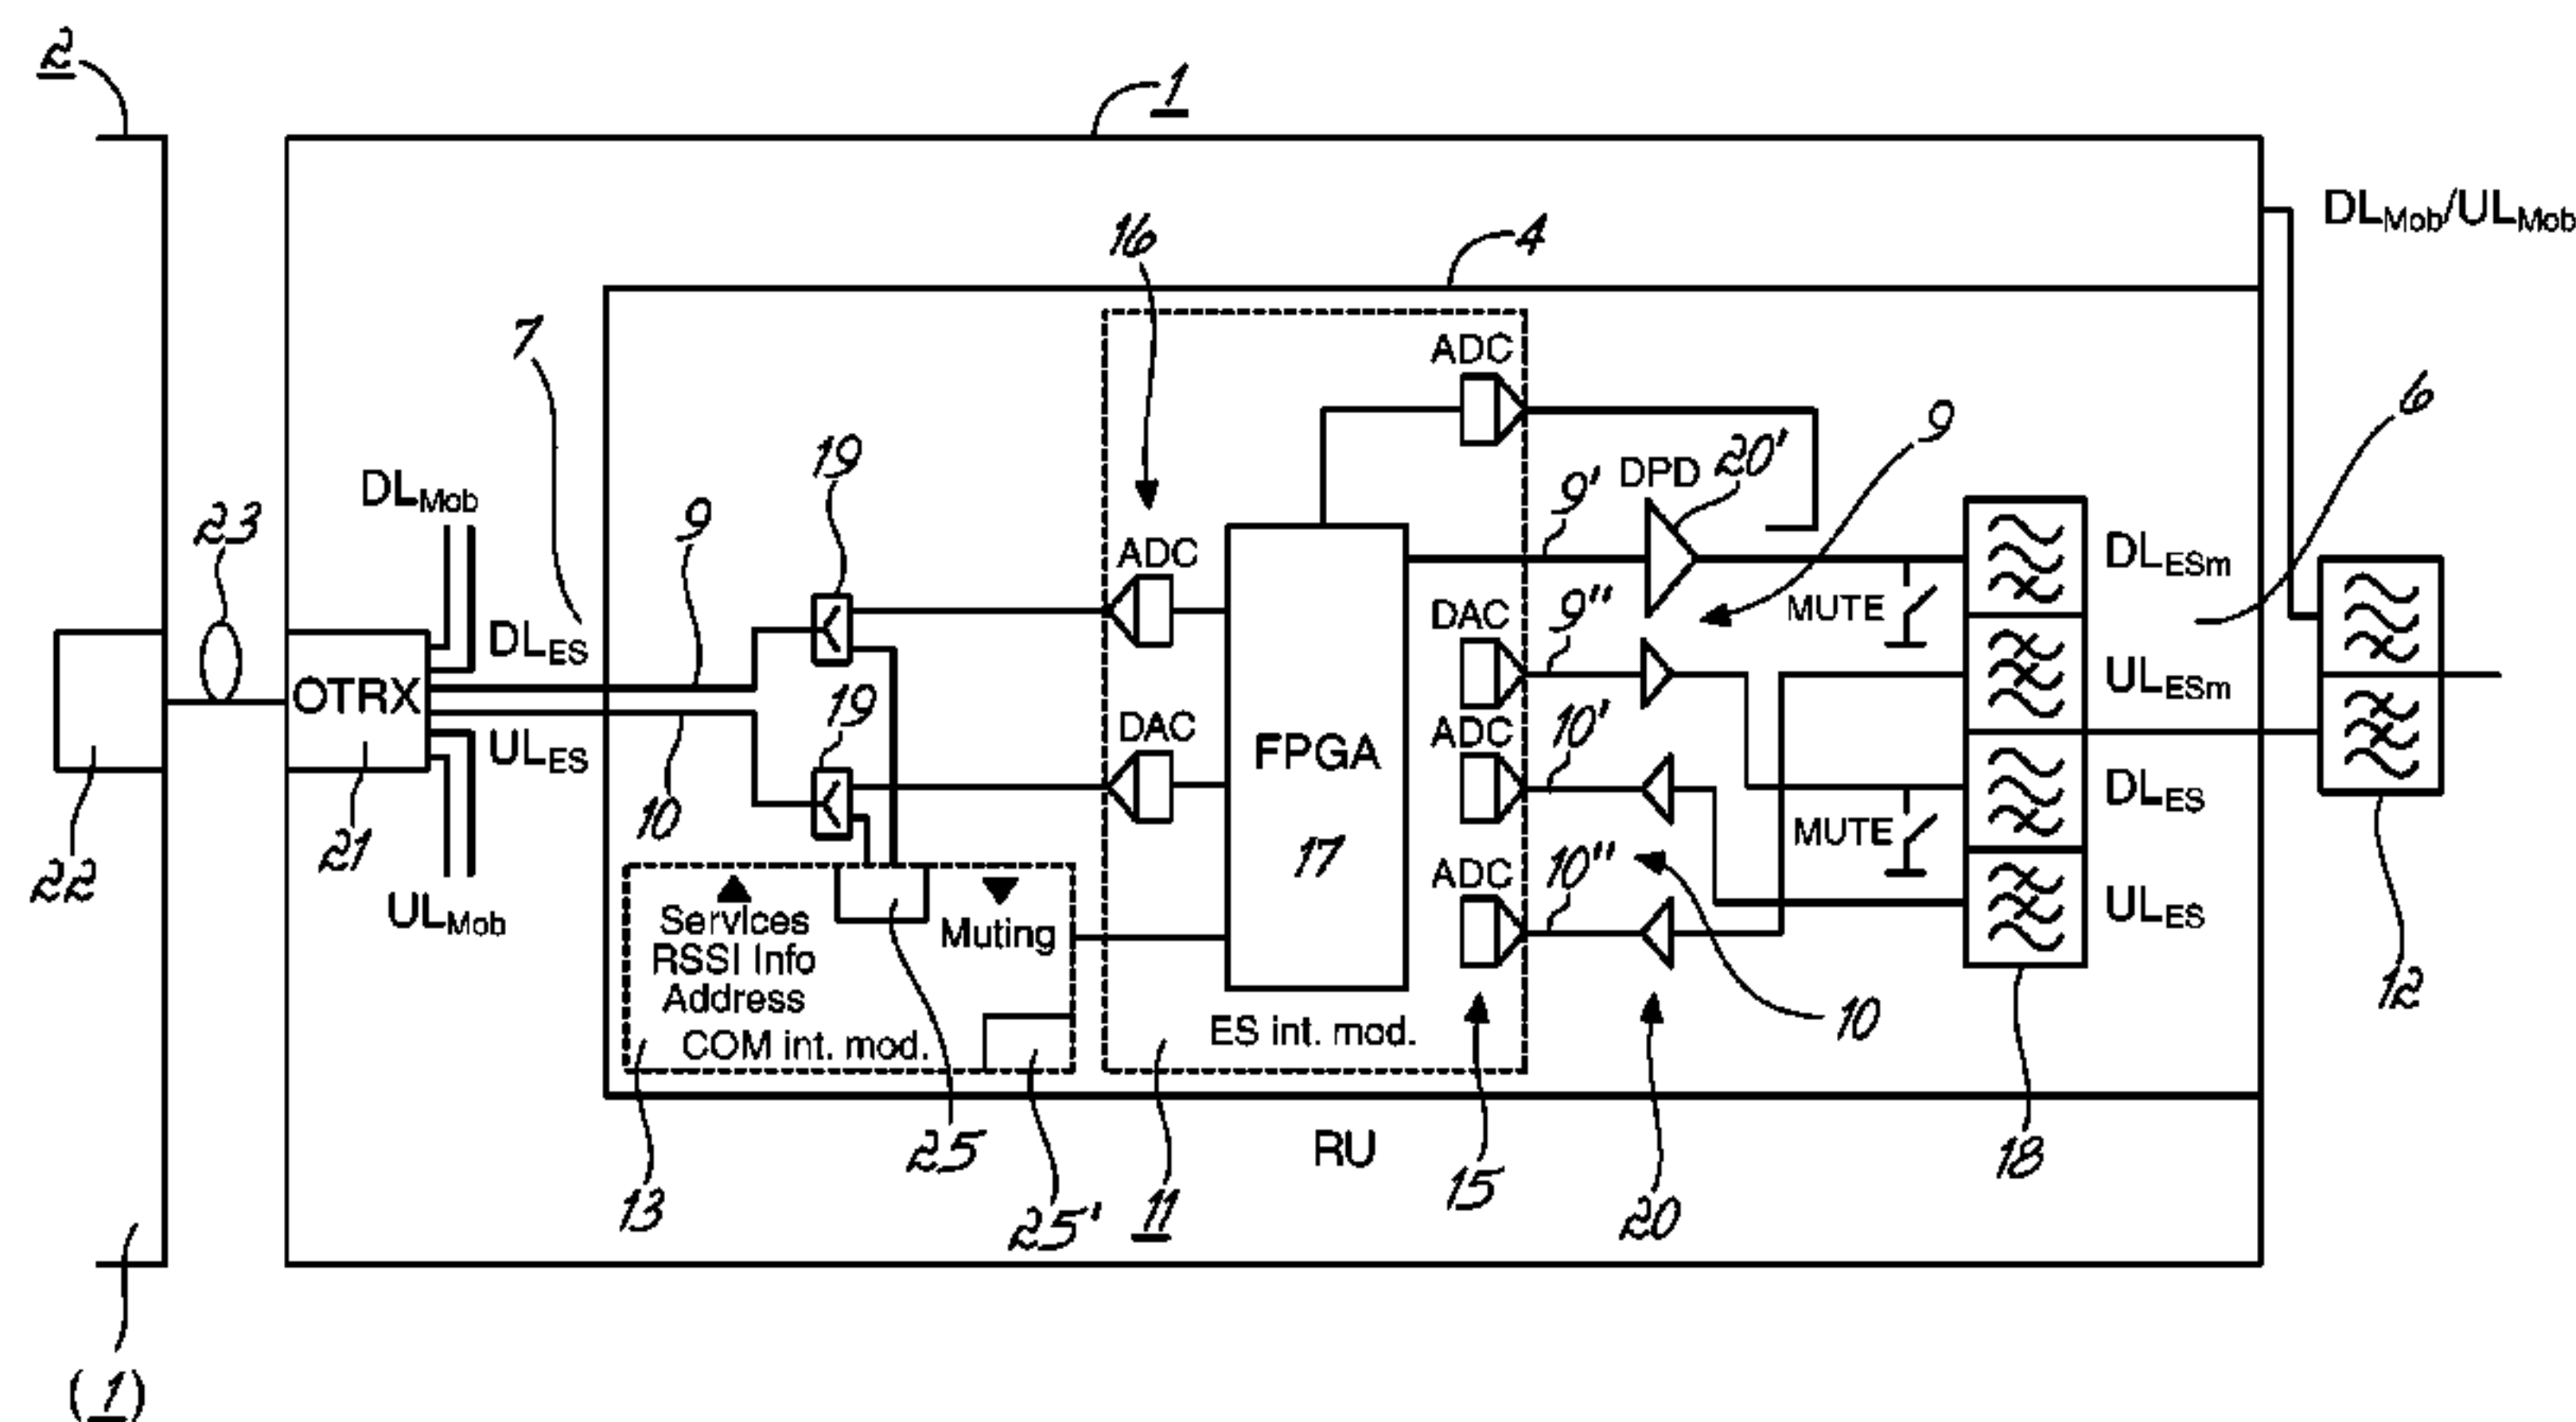 2
1
DLMob/ULMob
16
4
7
ADC
6
9
19
DPD
20'
9'
DLMob
23
9
ADC
DLESm
MUTE
9''
DAC
DLES
ULESm
OTRX
19
10'
ADC
DAC
ULES
FPGA
DLES
10
MUTE
22
21
17
10''
ADC
ULMob
Services
RSSI Info
Address
Muting
ULES
10
12
COM int. mod.
ES int. mod.
25
RU
18
13
25'
11
15
20
(1)